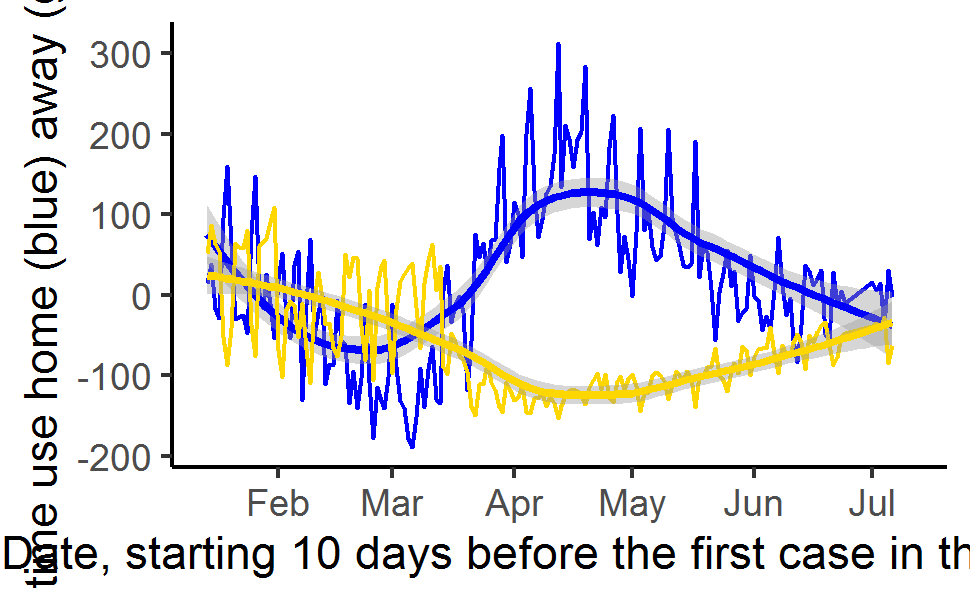 time use home (blue) away (
300
200
100
0
-100
-200
Feb Mar Apr May Jun Jul
Date, starting 10 days before the first case in th